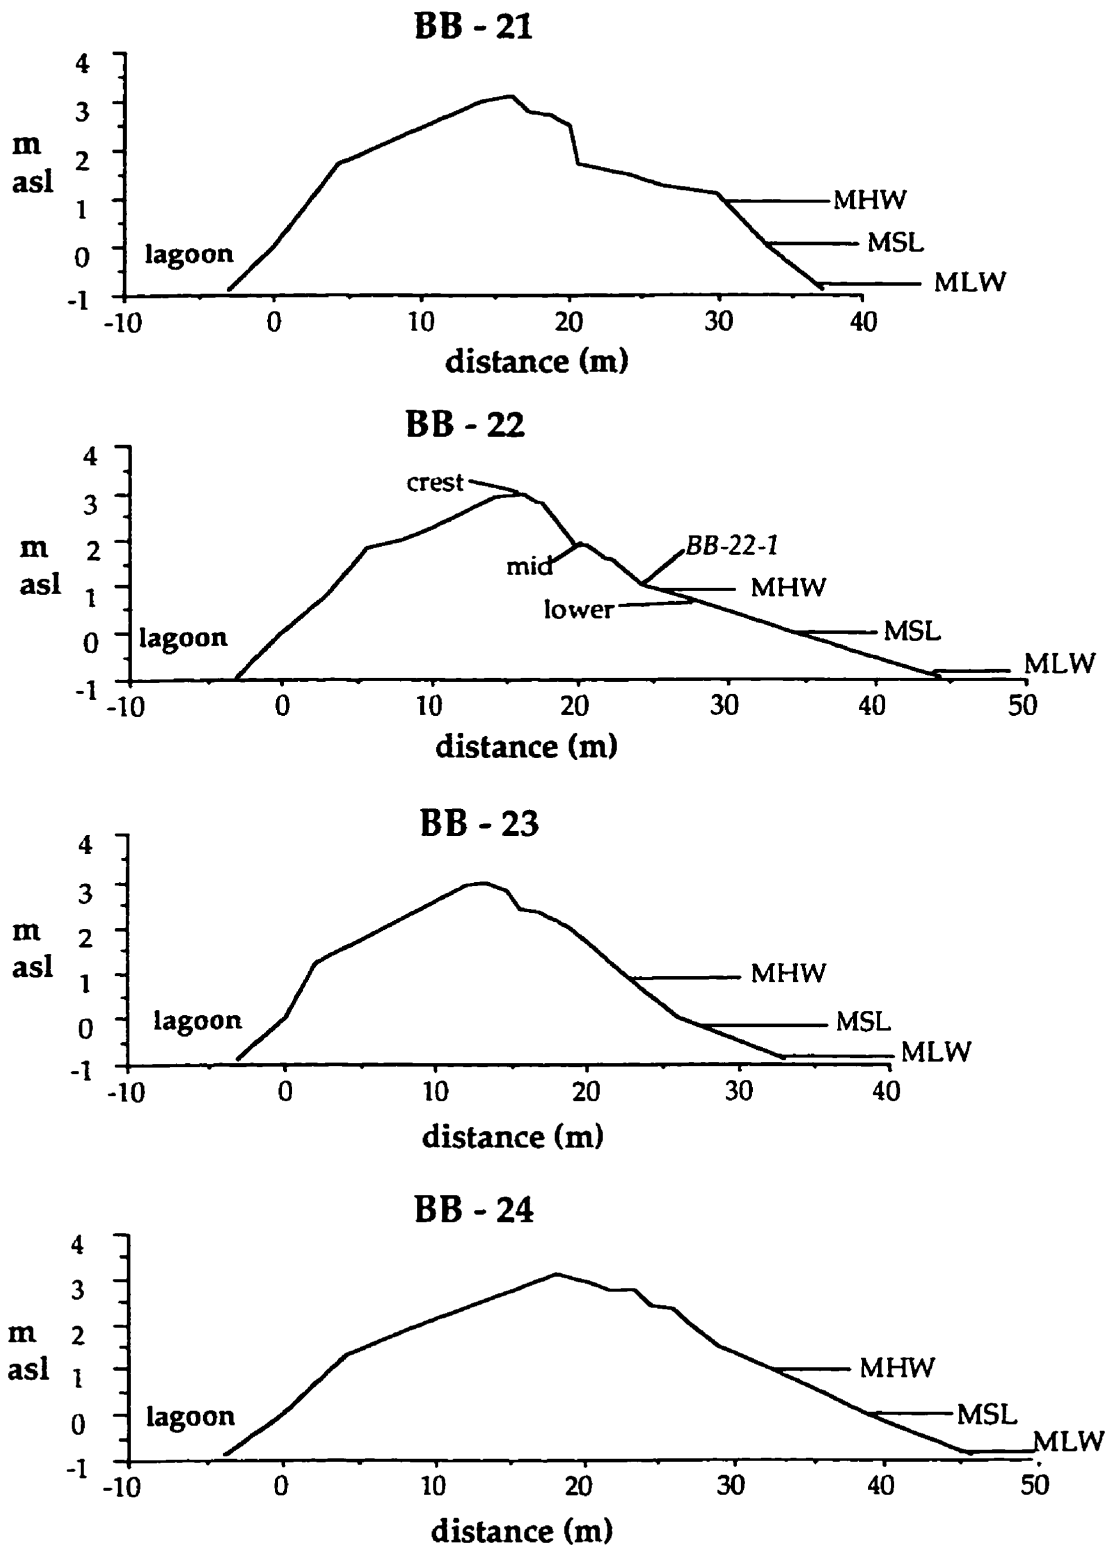 BB - 21
4
3
m
2
asl
1
MHW
0
lagoon
MSL
-1
MLW
-10 0 10 20 30 40
distance (m)
BB - 22
4
crest
3
m
2
mid
BB-22-1
asl
1
MHW
lower
0
lagoon
MSL
-1
MLW
-10 0 10 20 30 40 50
distance (m)
BB - 23
4
3
m
2
asl
1
MHW
0
lagoon
MSL
-1
MLW
-10 0 10 20 30 40
distance (m)
BB - 24
4
3
m
2
asl
1
MHW
0
lagoon
MSL
-1
MLW
-10 0 10 20 30 40 50
distance (m)